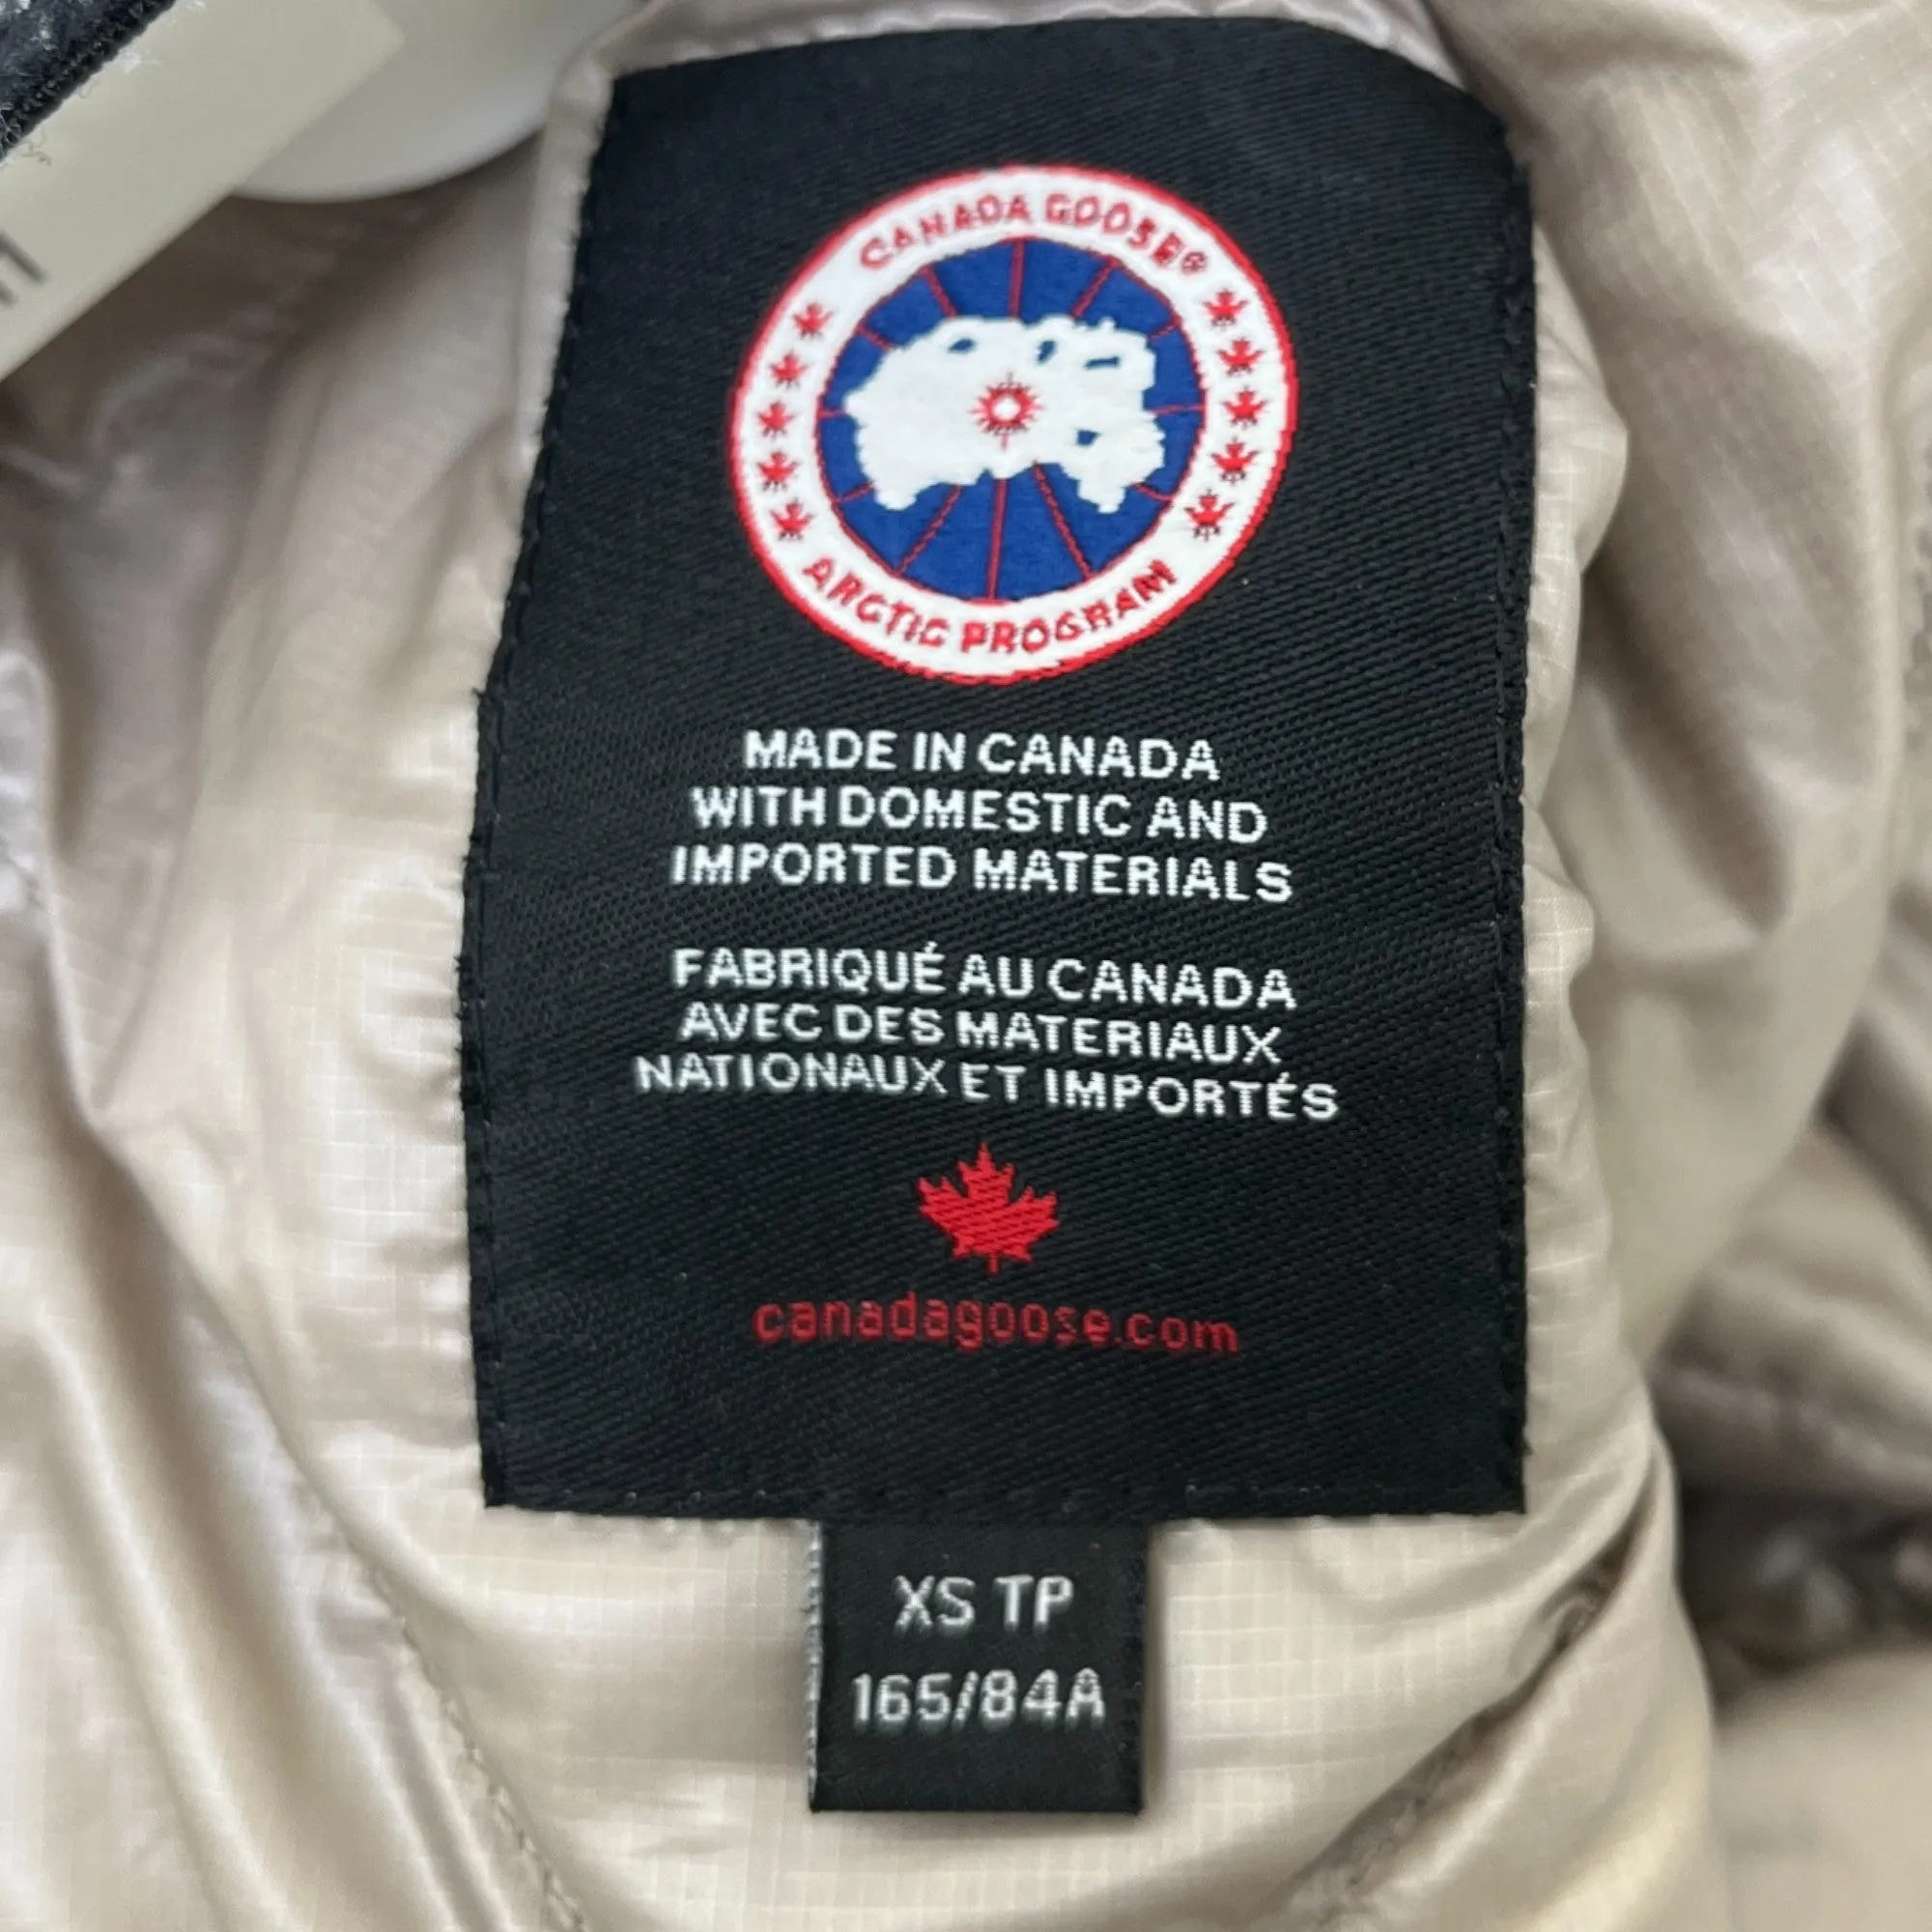 CANADA GOOSE®
ARCTIC PROGRAM
MADE IN CANADA
WITH DOMESTIC AND
IMPORTED MATERIALS
FABRIQUÉ AU CANADA
AVEC DES MATERIAUX
NATIONAUX ET IMPORTÉS
canadagoose.com
XS TP
165/84A